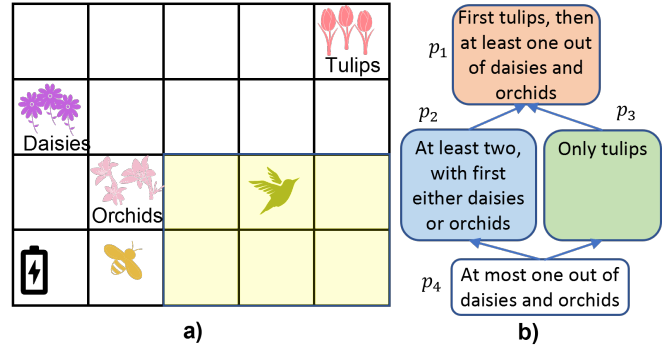 Tulips
Daisies
Orchids
a)
p₁
First tulips, then
at least one out
of daisies and
orchids
p₂
At least two,
with first
either daisies
or orchids
p₃
Only tulips
p₄
At most one out of
daisies and orchids
b)